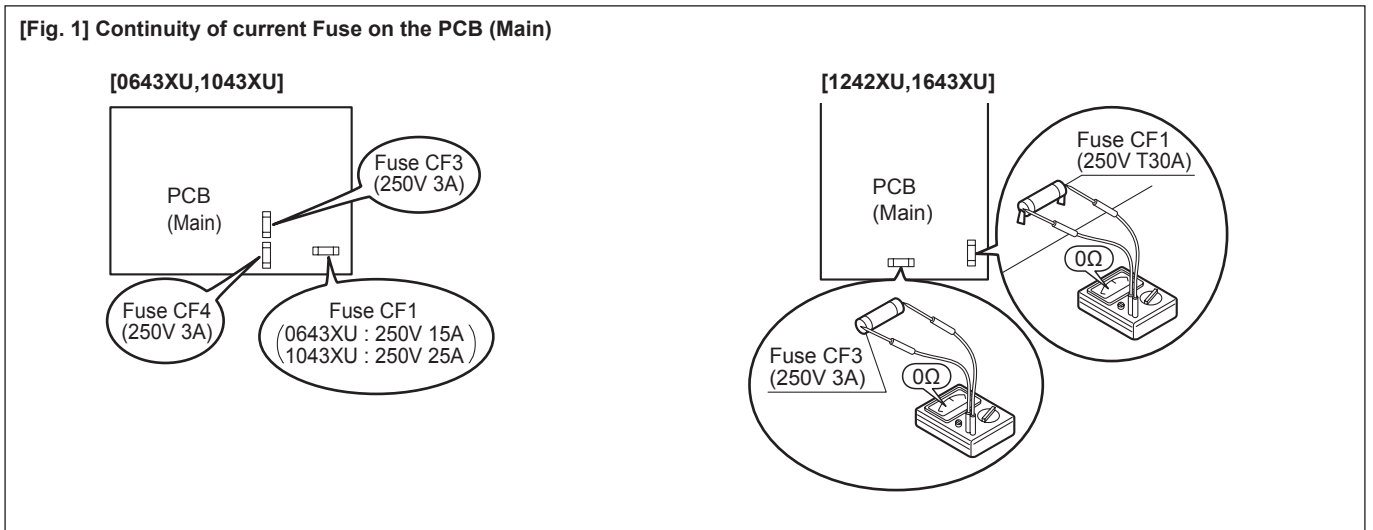 [Fig. 1] Continuity of current Fuse on the PCB (Main)
[0643XU,1043XU]
PCB
(Main)
Fuse CF3
(250V 3A)
Fuse CF4
(250V 3A)
Fuse CF1
(0643XU : 250V 15A
1043XU : 250V 25A)
[1242XU,1643XU]
PCB
(Main)
Fuse CF1
(250V T30A)
0Ω
Fuse CF3
(250V 3A)
0Ω